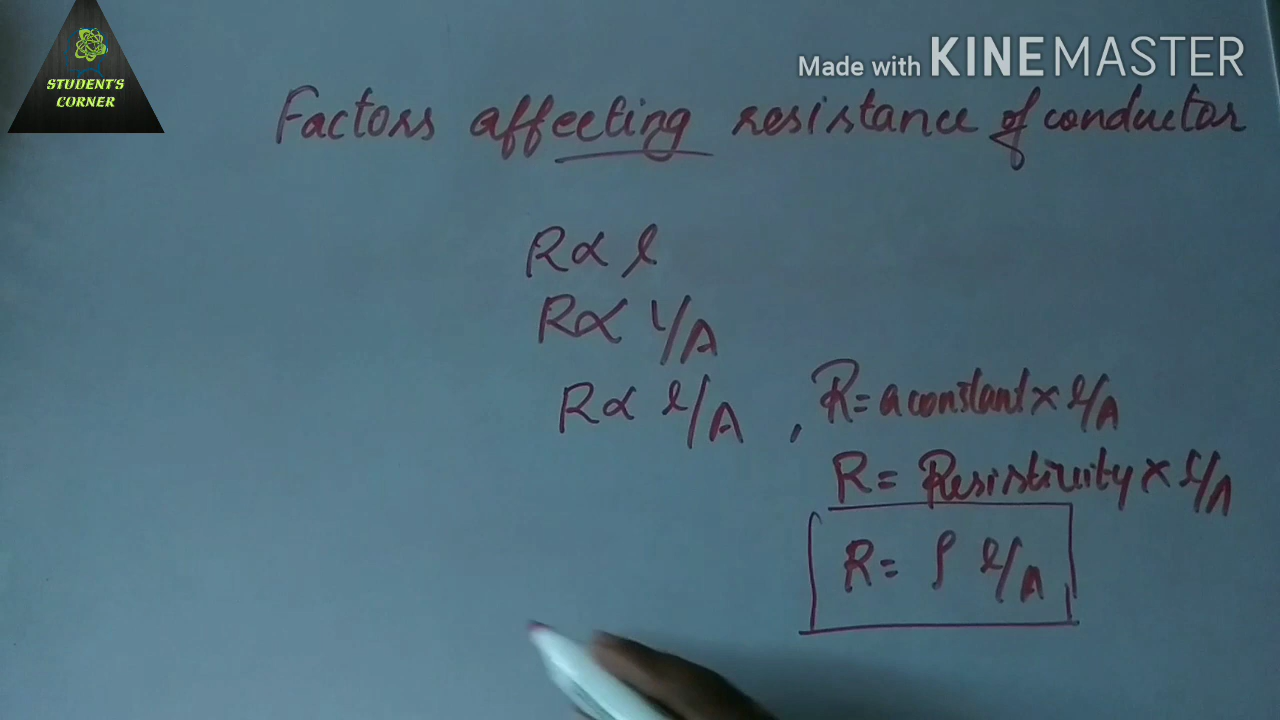 STUDENT'S
CORNER
Made with KINEMASTER
Factors affecting resistance of conductor
R∝ l
R∝ 1/A
R∝ l/A , R= a constant × l/A
R= Resistivity × l/A
R= ρ l/A